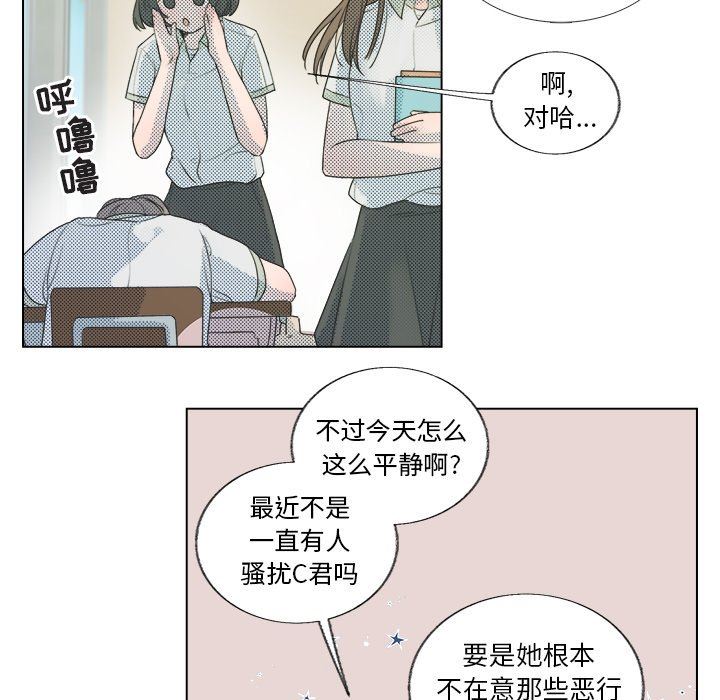 呼
噜
噜
啊,
对哈...
不过今天怎么
这么平静啊?
最近不是
一直有人
骚扰C君吗
要是她根本
不在意那些恶行